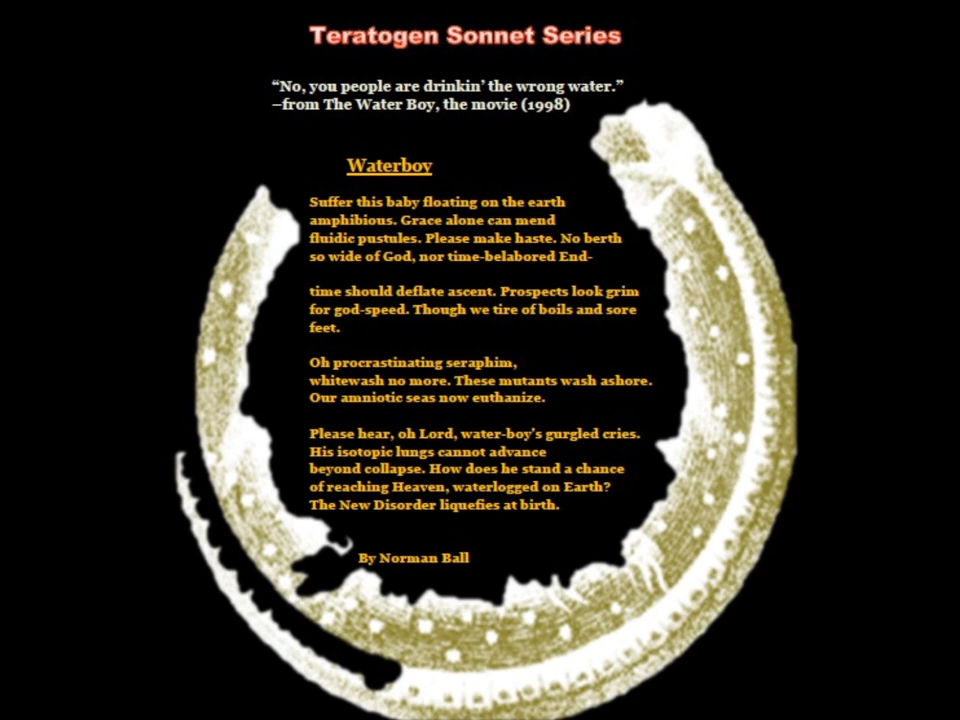 Teratogen Sonnet Series
“No, you people are drinkin’ the wrong water.”
–from The Water Boy, the movie (1998)
Waterboy
Suffer this baby floating on the earth
amphibious. Grace alone can mend
fluidic pustules. Please make haste. No berth
so wide of God, nor time-belabored End-
time should deflate ascent. Prospects look grim
for god-speed. Though we tire of boils and sore
feet.
Oh procrastinating seraphim,
whitewash no more. These mutants wash ashore.
Our amniotic seas now euthanize.
Please hear, oh Lord, water-boy’s gurgled cries.
His isotopic lungs cannot advance
beyond collapse. How does he stand a chance
of reaching Heaven, waterlogged on Earth?
The New Disorder liquefies at birth.
By Norman Ball